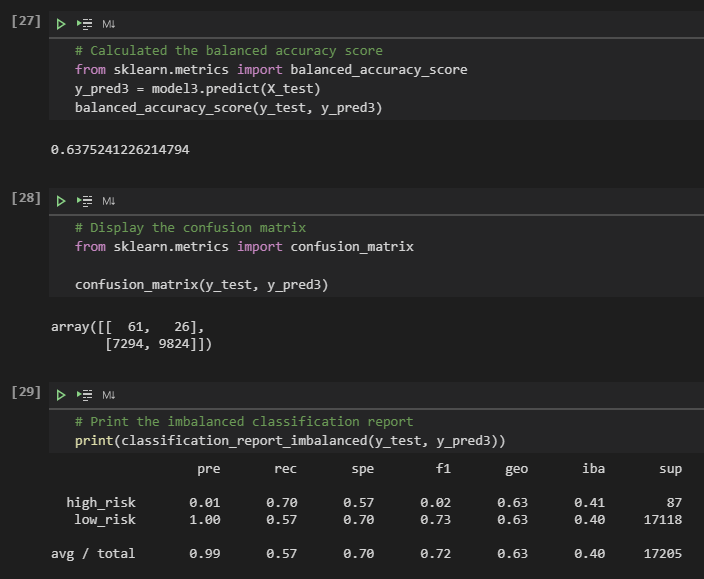 [27]
M↓
# Calculated the balanced accuracy score
from sklearn.metrics import balanced_accuracy_score
y_pred3 = model3.predict(X_test)
balanced_accuracy_score(y_test, y_pred3)
0.6375241226214794
[28]
M↓
# Display the confusion matrix
from sklearn.metrics import confusion_matrix
confusion_matrix(y_test, y_pred3)
array([[  61,   26],
       [7294, 9824]])
[29]
M↓
# Print the imbalanced classification report
print(classification_report_imbalanced(y_test, y_pred3))
pre rec spe f1 geo iba sup
high_risk 0.01 0.70 0.57 0.02 0.63 0.41 87
low_risk 1.00 0.57 0.70 0.73 0.63 0.40 17118
avg / total 0.99 0.57 0.70 0.72 0.63 0.40 17205